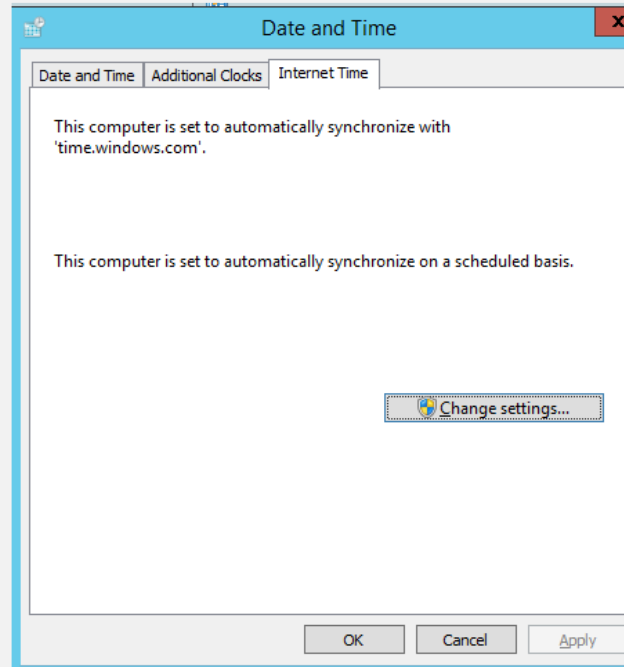 Date and Time
x
Date and Time
Additional Clocks
Internet Time
This computer is set to automatically synchronize with
'time.windows.com'.
This computer is set to automatically synchronize on a scheduled basis.
Change settings...
OK
Cancel
Apply